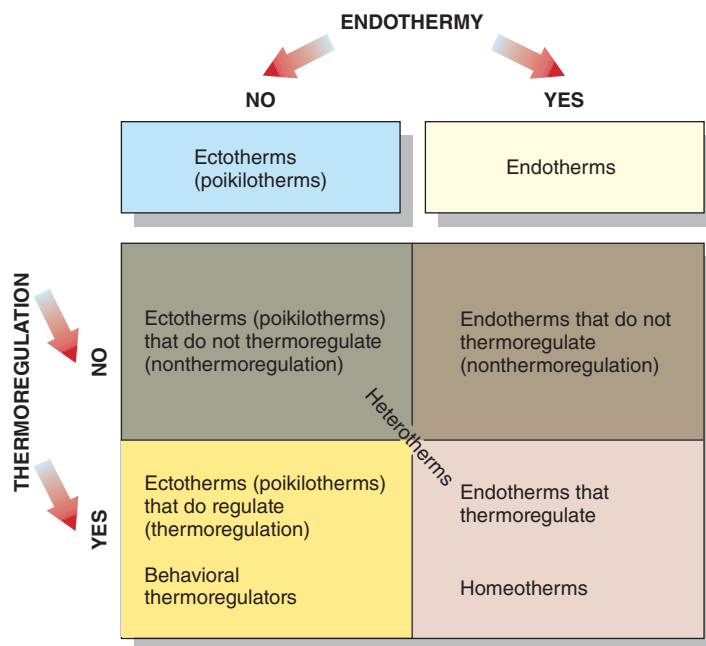 ENDOTHERMY
NO
YES
Ectotherms
(poikilotherms)
Endotherms
THERMOREGULATION
NO
Ectotherms (poikilotherms)
that do not thermoregulate
(nonthermoregulation)
Endotherms that do not
thermoregulate
(nonthermoregulation)
Heterotherms
YES
Ectotherms (poikilotherms)
that do regulate
(thermoregulation)
Behavioral
thermoregulators
Endotherms that
thermoregulate
Homeotherms